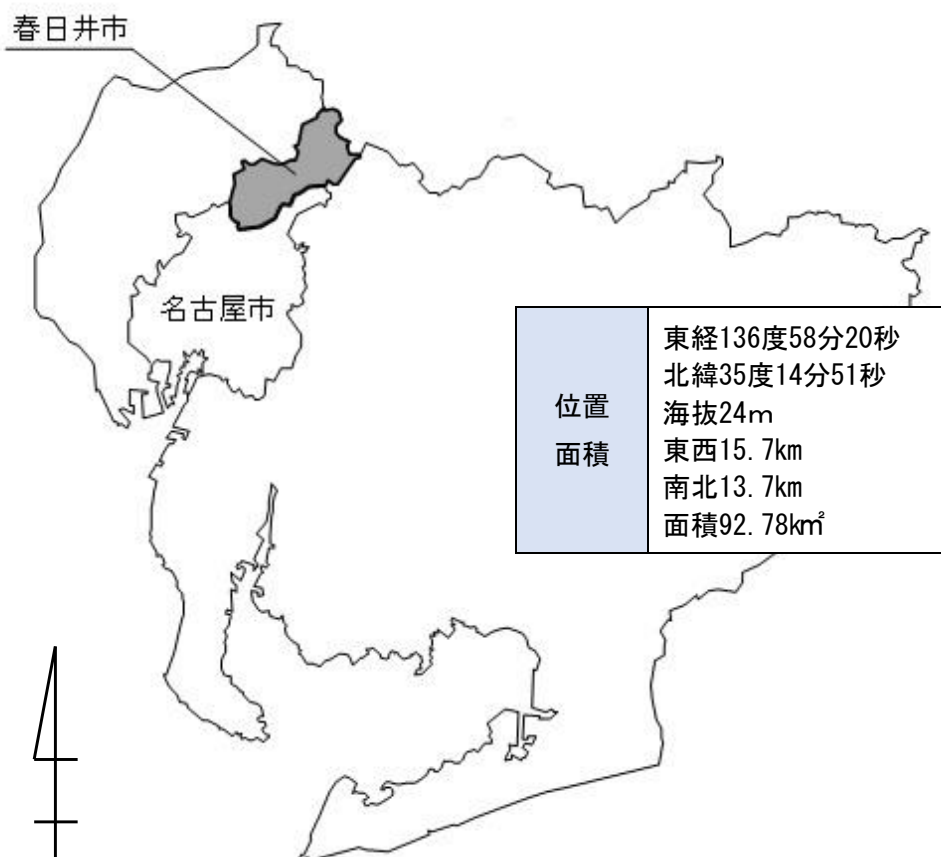 春日井市
名古屋市
位置
面積
東経136度58分20秒
北緯35度14分51秒
海抜24m
東西15.7km
南北13.7km
面積92.78k㎡